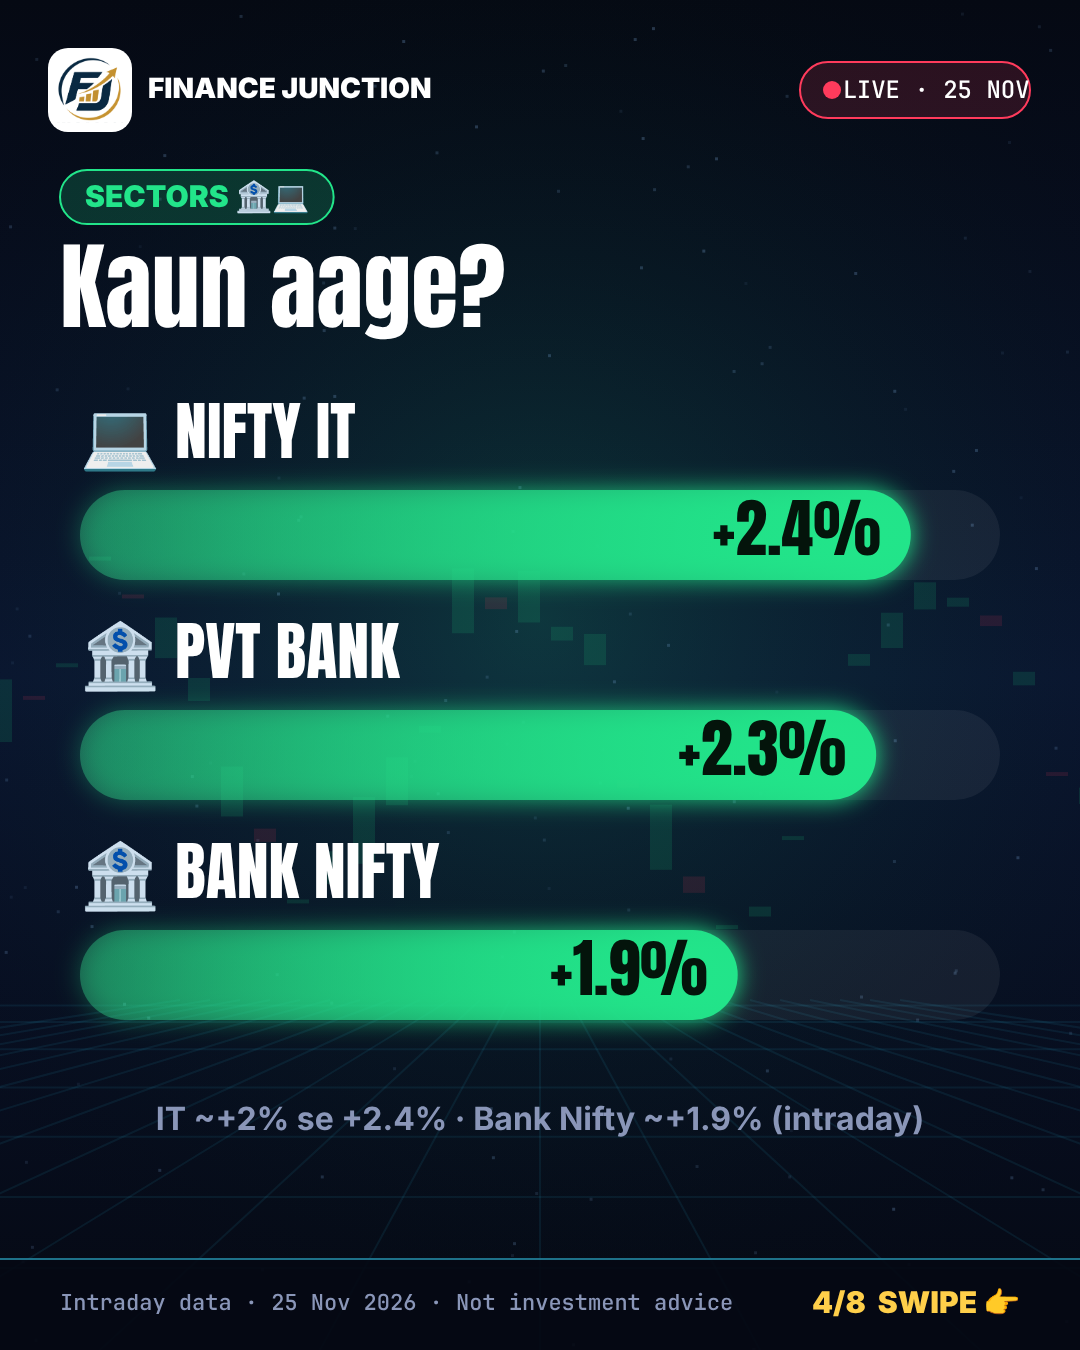 FJ
FINANCE JUNCTION
LIVE · 25 NOV
SECTORS
Kaun aage?
NIFTY IT
+2.4%
PVT BANK
+2.3%
BANK NIFTY
+1.9%
IT ~+2% se +2.4% · Bank Nifty ~+1.9% (intraday)
Intraday data · 25 Nov 2026 · Not investment advice
4/8 SWIPE 👉